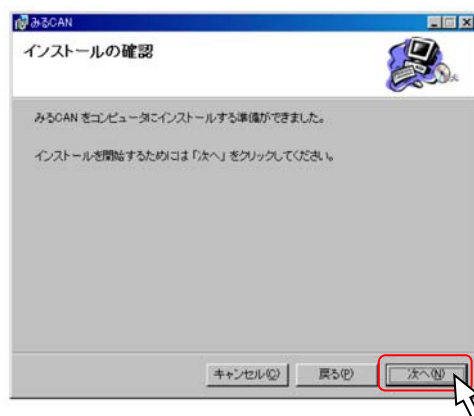 みるCAN
インストールの確認
みるCAN をコンピュータにインストールする準備ができました。
インストールを開始するためには「次へ」をクリックしてください。
キャンセル(C) 戻る(P) 次へ(N)